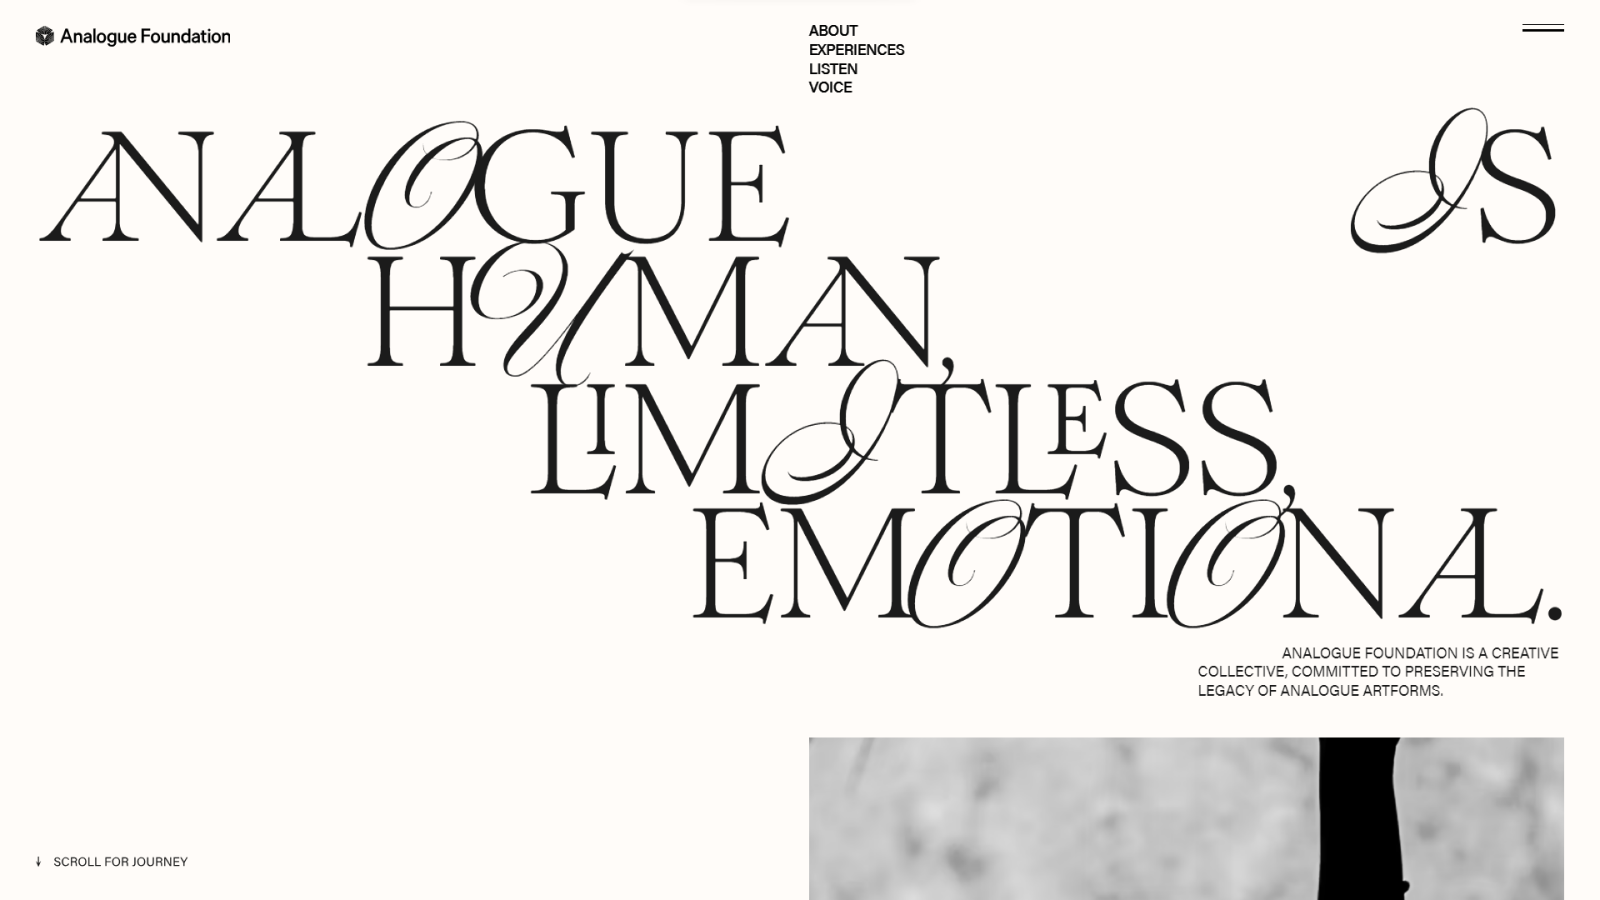 Analogue Foundation
ABOUT
EXPERIENCES
LISTEN
VOICE
ANALOGUE IS
HUMAN,
LIMITLESS,
EMOTIONAL.
ANALOGUE FOUNDATION IS A CREATIVE
COLLECTIVE, COMMITTED TO PRESERVING THE
LEGACY OF ANALOGUE ARTFORMS.
↓ SCROLL FOR JOURNEY